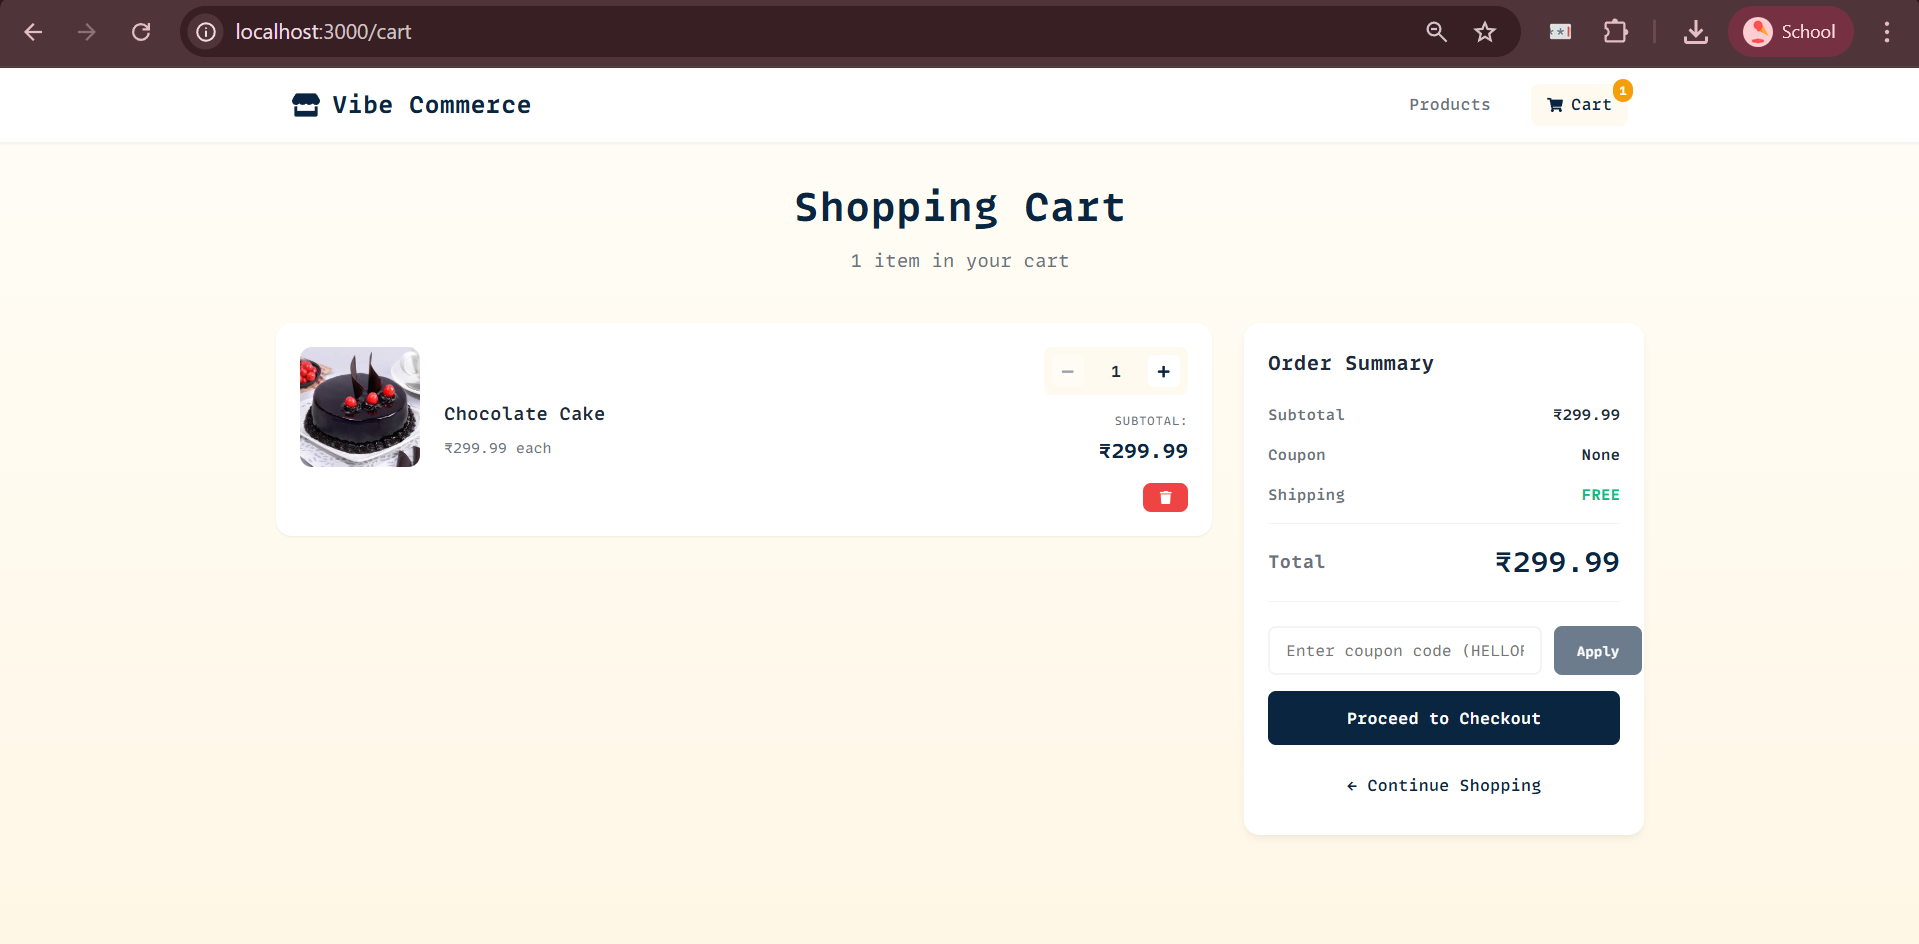 localhost:3000/cart
School
Vibe Commerce
Products
Cart
1
Shopping Cart
1 item in your cart
Chocolate Cake
₹299.99 each
1
SUBTOTAL:
₹299.99
Order Summary
Subtotal ₹299.99
Coupon None
Shipping FREE
Total ₹299.99
Enter coupon code (HELLO
Apply
Proceed to Checkout
← Continue Shopping